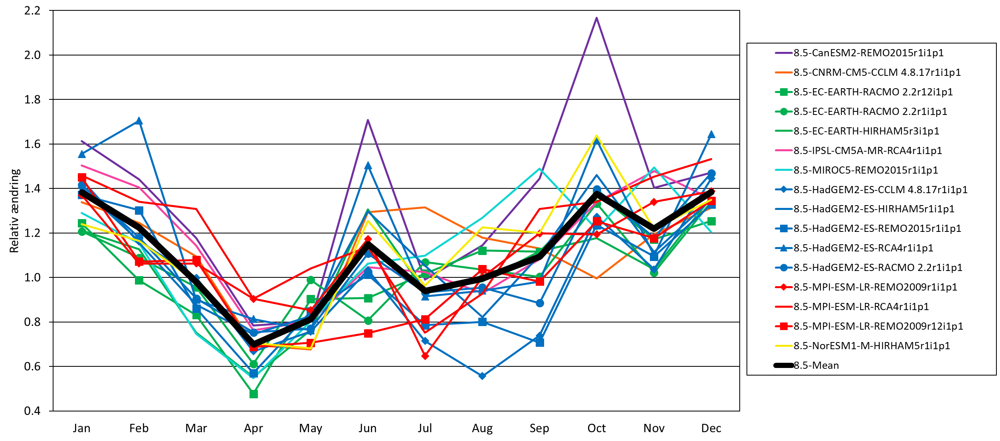 2.2
2.0
1.8
1.6
1.4
1.2
1.0
0.8
0.6
0.4
Relativ ændring
Jan Feb Mar Apr May Jun Jul Aug Sep Oct Nov Dec
8.5-CanESM2-REMO2015r1i1p1
8.5-CNRM-CM5-CCLM 4.8.17r1i1p1
8.5-EC-EARTH-RACMO 2.2r12i1p1
8.5-EC-EARTH-RACMO 2.2r1i1p1
8.5-EC-EARTH-HIRHAM5r3i1p1
8.5-IPSL-CM5A-MR-RCA4r1i1p1
8.5-MIROC5-REMO2015r1i1p1
8.5-HadGEM2-ES-CCLM 4.8.17r1i1p1
8.5-HadGEM2-ES-HIRHAM5r1i1p1
8.5-HadGEM2-ES-REMO2015r1i1p1
8.5-HadGEM2-ES-RCA4r1i1p1
8.5-HadGEM2-ES-RACMO 2.2r1i1p1
8.5-MPI-ESM-LR-REMO2009r1i1p1
8.5-MPI-ESM-LR-RCA4r1i1p1
8.5-MPI-ESM-LR-REMO2009r12i1p1
8.5-NorESM1-M-HIRHAM5r1i1p1
8.5-Mean